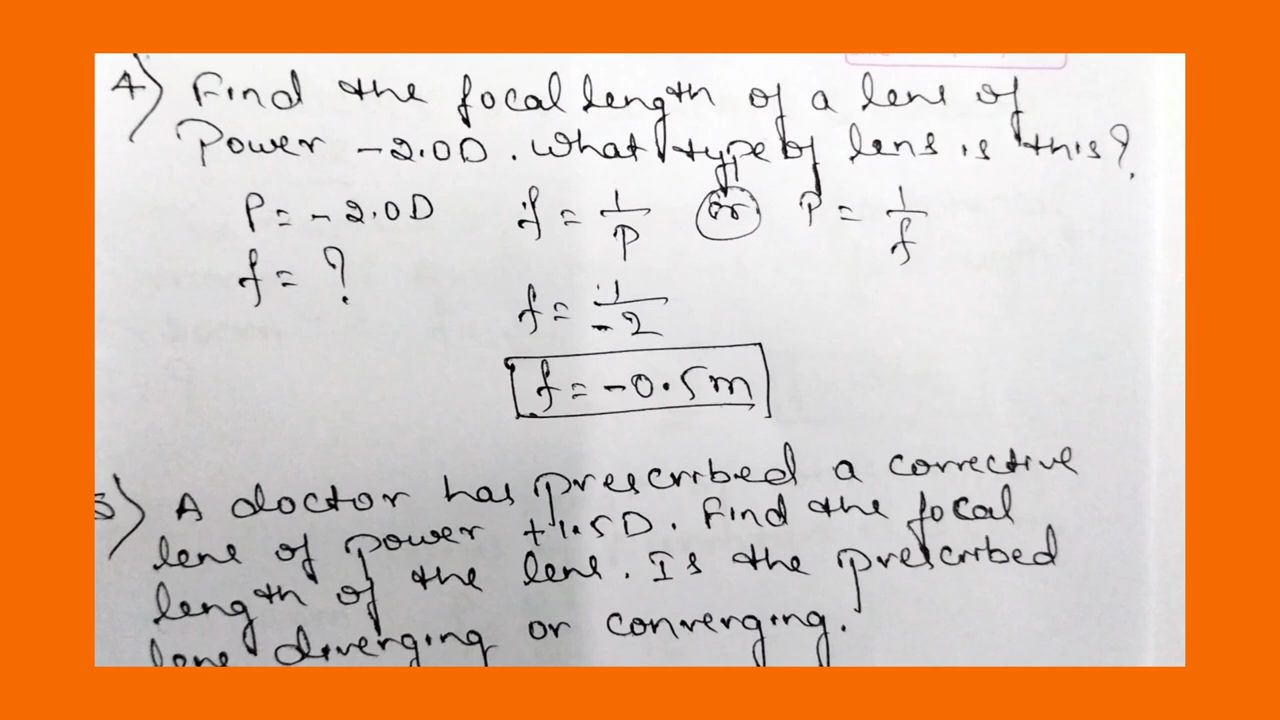 4) Find the focal length of a lens of
Power -2.0D. What type of lens is this?
P = -2.0D f = 1/P or P = 1/f
f = ? f = 1/-2
f = -0.5m
5) A doctor has prescribed a corrective
lens of power +1.5D. Find the focal
length of the lens. Is the prescribed
lens diverging or converging.